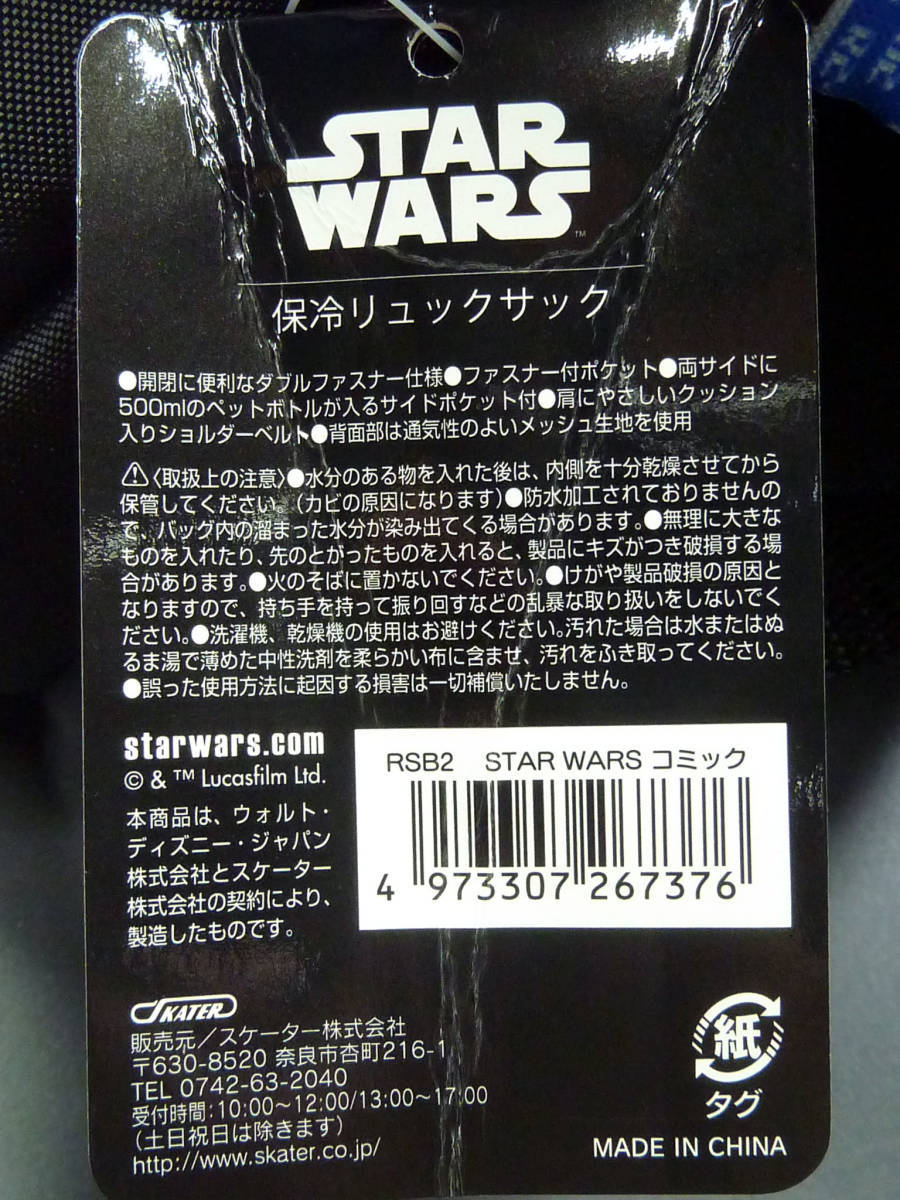 STAR
WARS
TM
保冷リュックサック
●開閉に便利なダブルファスナー仕様●ファスナー付ポケット●両サイドに
500mlのペットボトルが入るサイドポケット付●肩にやさしいクッション
入りショルダーベルト●背面部は通気性のよいメッシュ生地を使用
⚠〈取扱上の注意〉●水分のある物を入れた後は、内側を十分乾燥させてから
保管してください。(カビの原因になります)●防水加工されておりませんの
で、バッグ内の溜まった水分が染み出てくる場合があります。●無理に大きな
ものを入れたり、先のとがったものを入れると、製品にキズがつき破損する場
合があります。●火のそばに置かないでください。●けがや製品破損の原因と
なりますので、持ち手を持って振り回すなどの乱暴な取り扱いをしないでく
ださい。●洗濯機、乾燥機の使用はお避けください。汚れた場合は水またはぬ
るま湯で薄めた中性洗剤を柔らかい布に含ませ、汚れをふき取ってください。
●誤った使用方法に起因する損害は一切補償いたしません。
starwars.com
© & ™ Lucasfilm Ltd.
本商品は、ウォルト・
ディズニー・ジャパン
株式会社とスケーター
株式会社の契約により、
製造したものです。
RSB2 STAR WARS コミック
4 973307 267376
SKATER
販売元/スケーター株式会社
〒630-8520 奈良市杏町216-1
TEL 0742-63-2040
受付時間:10:00~12:00/13:00~17:00
(土日祝日は除きます)
http://www.skater.co.jp/
紙
タグ
MADE IN CHINA